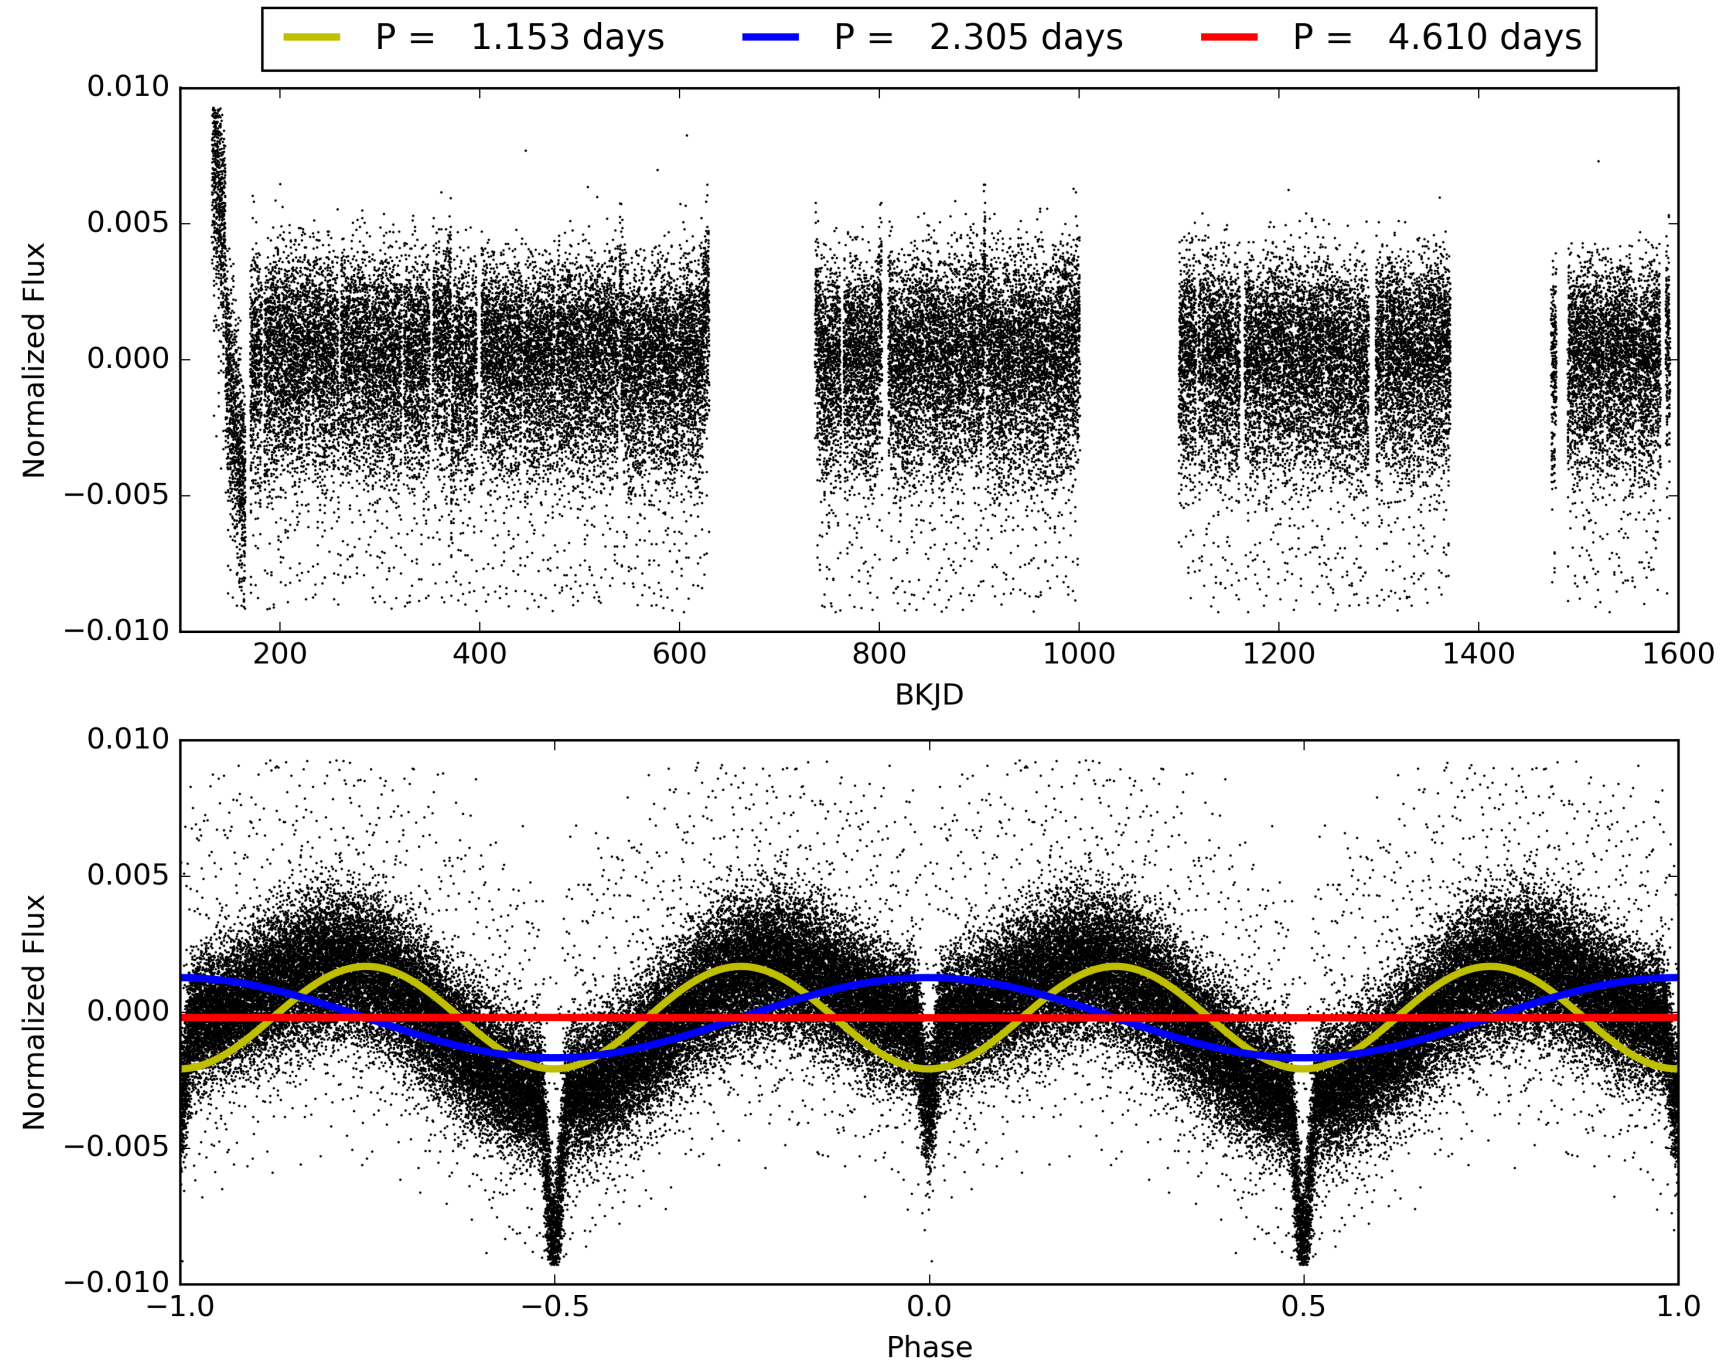 P = 1.153 days P = 2.305 days P = 4.610 days
0.010
0.005
0.000
−0.005
−0.010
Normalized Flux
200 400 600 800 1000 1200 1400 1600
BKJD
0.010
0.005
0.000
−0.005
−0.010
Normalized Flux
−1.0 −0.5 0.0 0.5 1.0
Phase